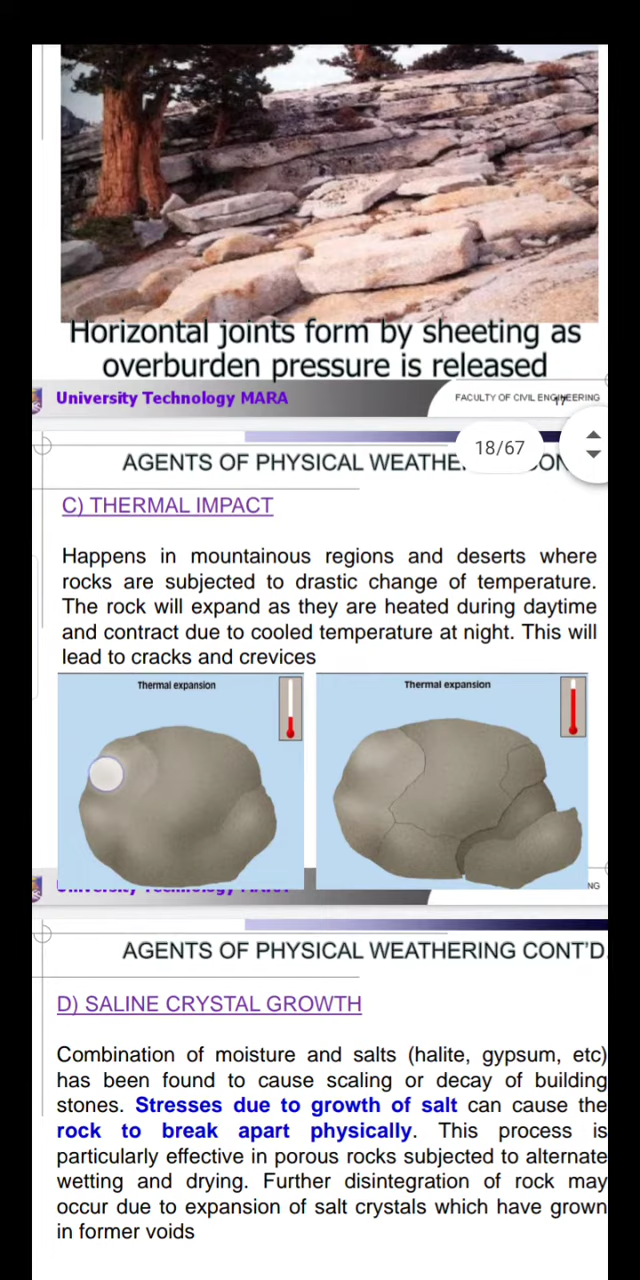 Horizontal joints form by sheeting as
overburden pressure is released
University Technology MARA
FACULTY OF CIVIL ENGINEERING
17
18/67
AGENTS OF PHYSICAL
C) THERMAL IMPACT
Happens in mountainous regions and deserts where
rocks are subjected to drastic change of temperature.
The rock will expand as they are heated during daytime
and contract due to cooled temperature at night. This will
lead to cracks and crevices
Thermal expansion
Thermal expansion
AGENTS OF PHYSICAL WEATHERING CONT'D
D) SALINE CRYSTAL GROWTH
Combination of moisture and salts (halite, gypsum, etc)
has been found to cause scaling or decay of building
stones. Stresses due to growth of salt can cause the
rock to break apart physically. This process is
particularly effective in porous rocks subjected to alternate
wetting and drying. Further disintegration of rock may
occur due to expansion of salt crystals which have grown
in former voids